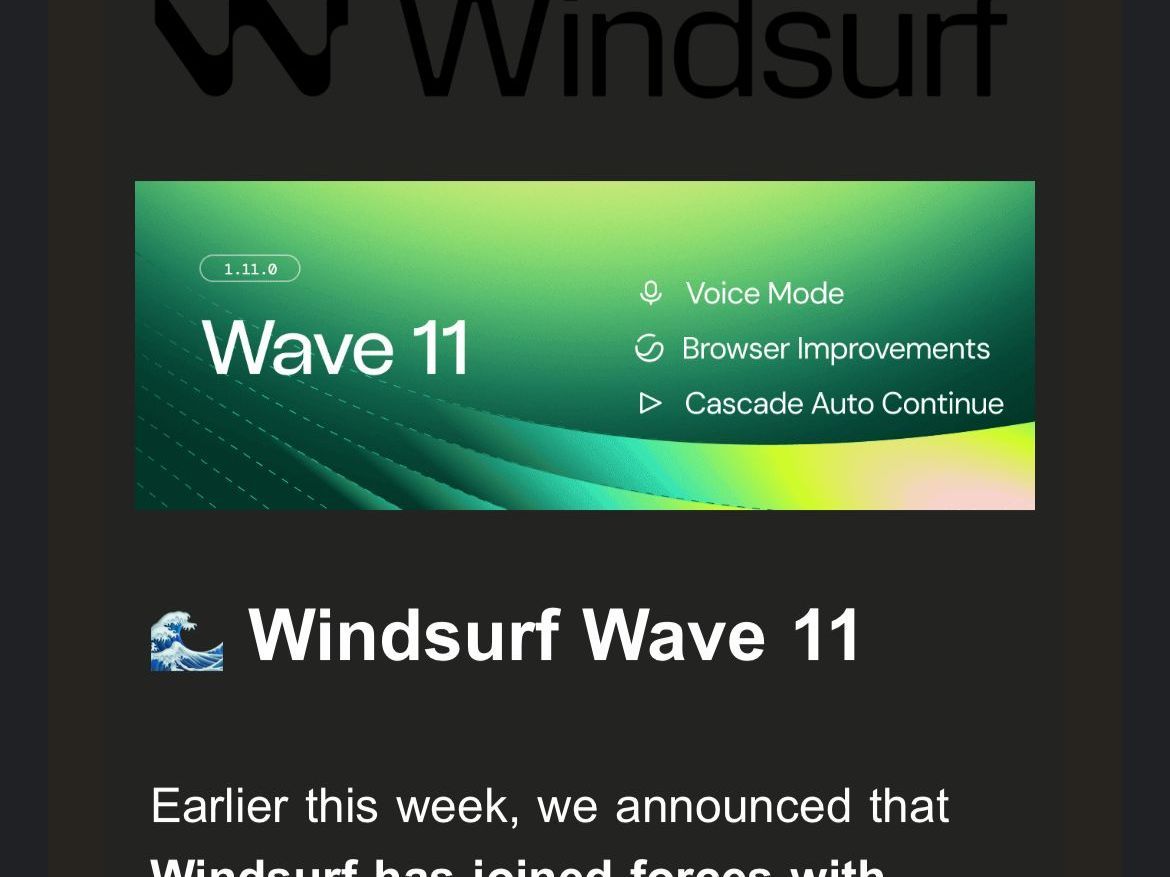 Windsurf
1.11.0
Wave 11
Voice Mode
Browser Improvements
Cascade Auto Continue
🌊 Windsurf Wave 11
Earlier this week, we announced that
Windsurf has joined forces with